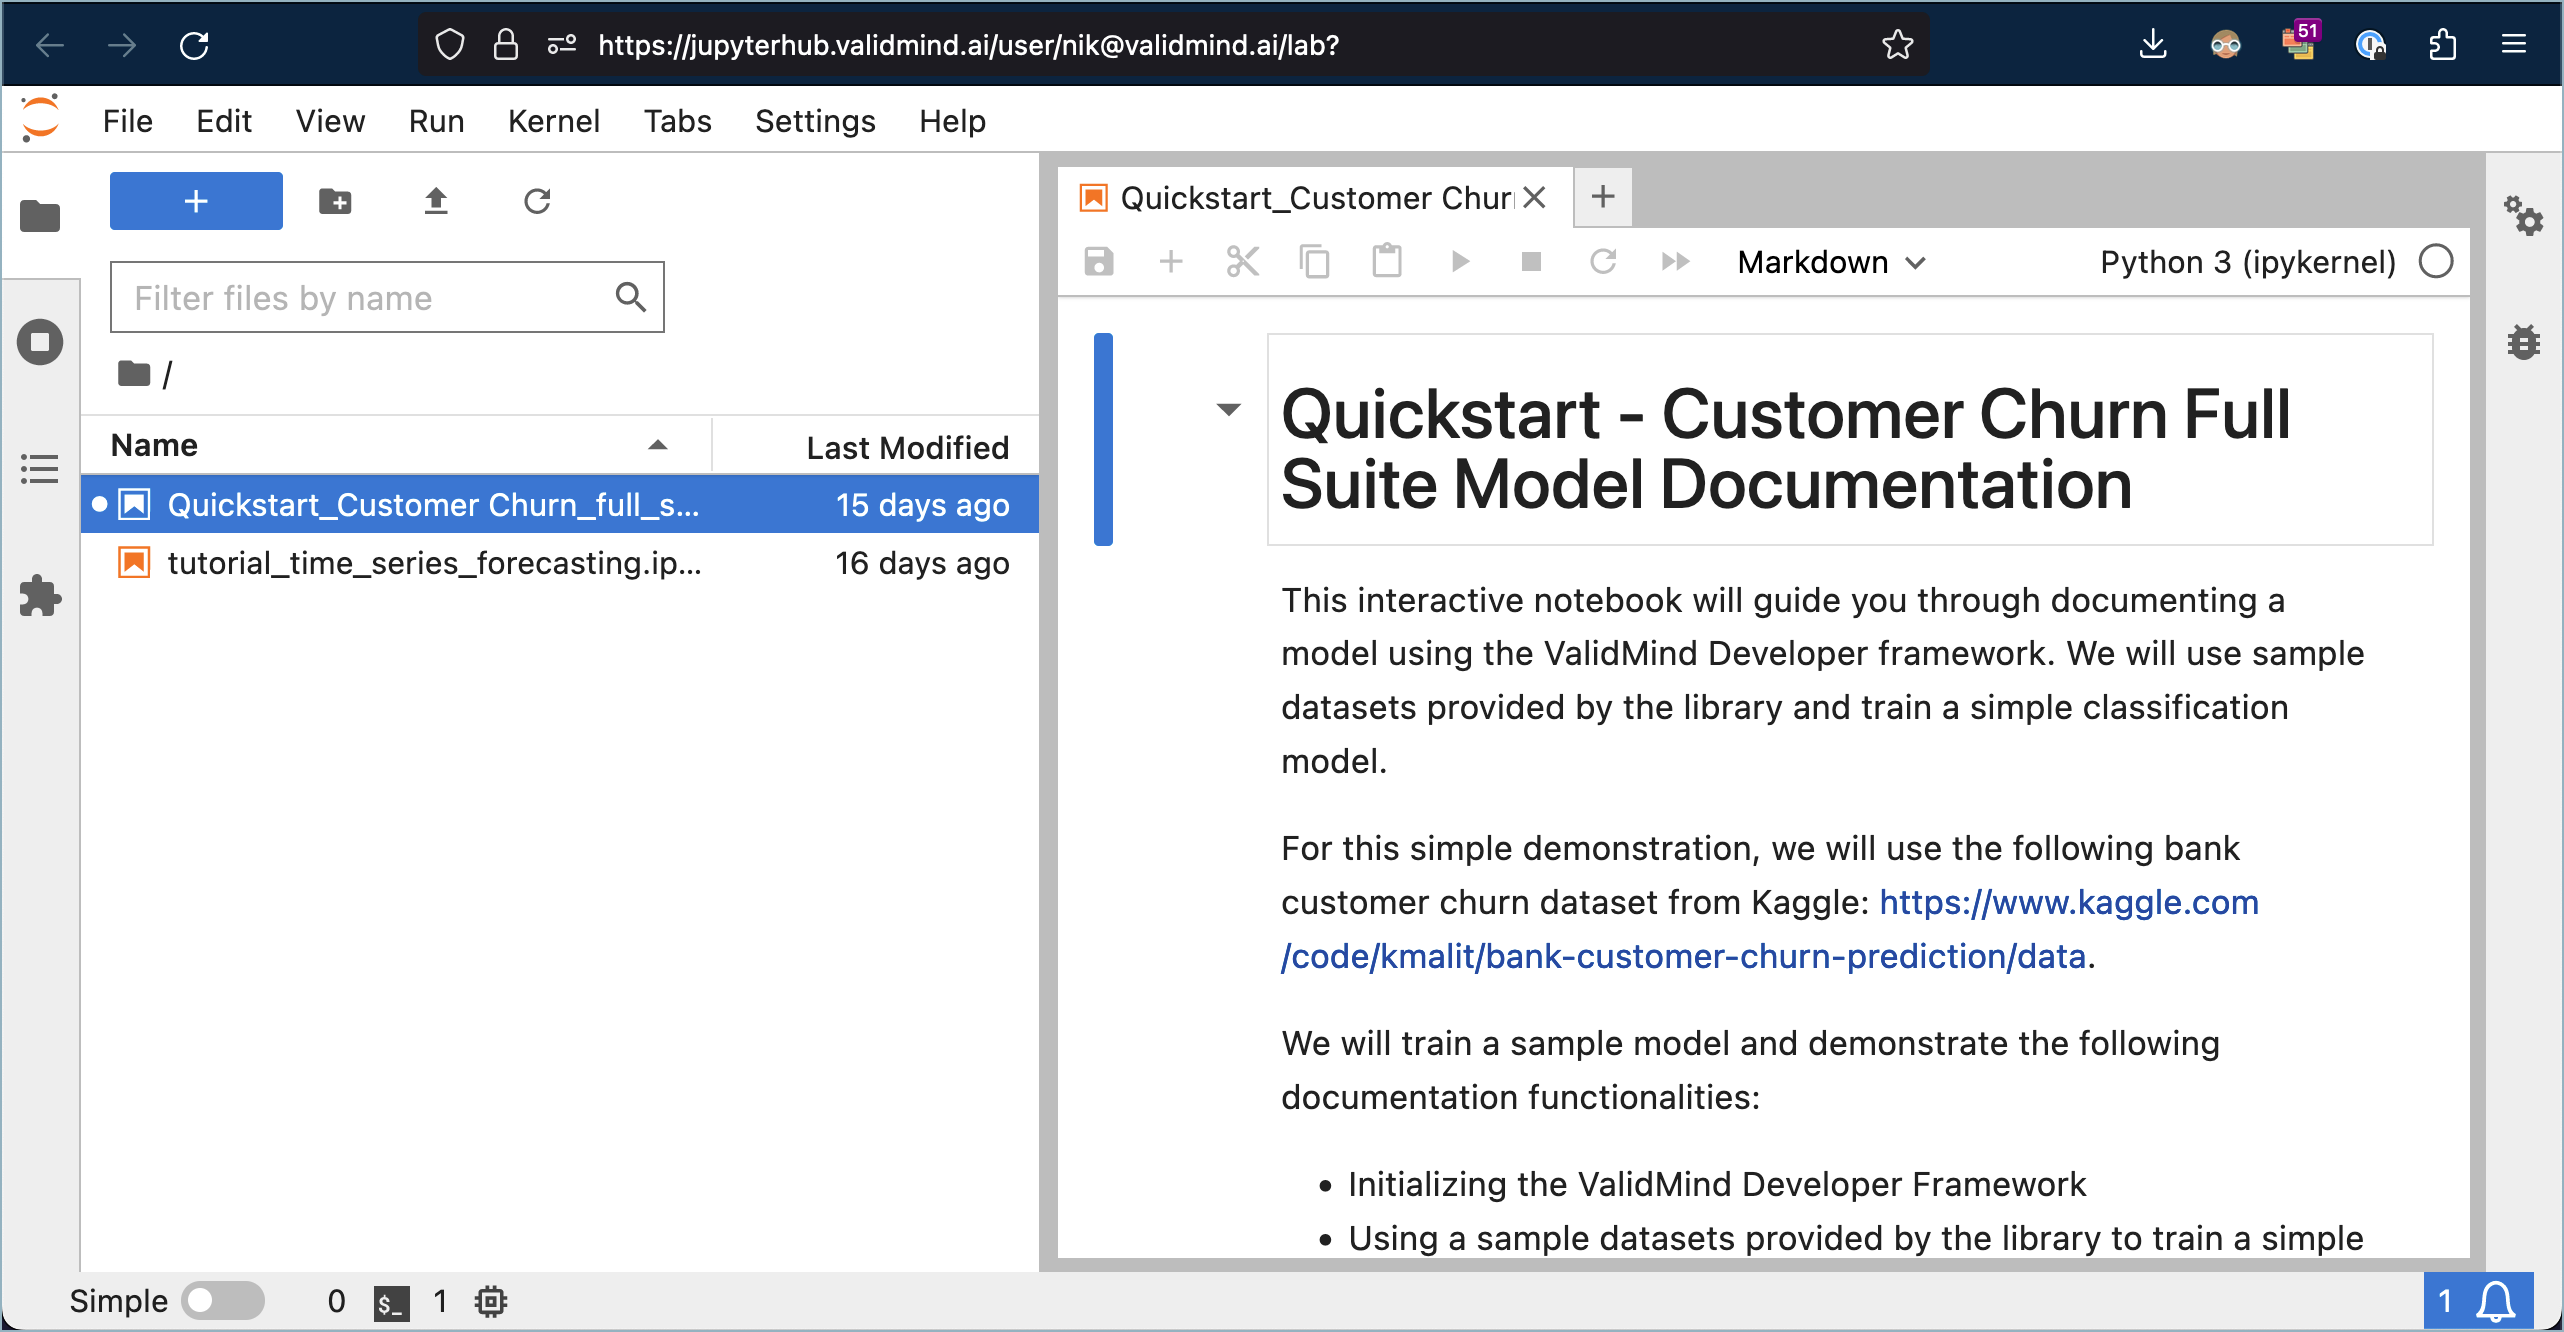 https://jupyterhub.validmind.ai/user/nik@validmind.ai/lab?
51
File Edit View Run Kernel Tabs Settings Help
Filter files by name
/
Name Last Modified
Quickstart_Customer Churn_full_s... 15 days ago
tutorial_time_series_forecasting.ip... 16 days ago
Quickstart_Customer Chur
Markdown Python 3 (ipykernel)
Quickstart - Customer Churn Full
Suite Model Documentation
This interactive notebook will guide you through documenting a
model using the ValidMind Developer framework. We will use sample
datasets provided by the library and train a simple classification
model.
For this simple demonstration, we will use the following bank
customer churn dataset from Kaggle: https://www.kaggle.com
/code/kmalit/bank-customer-churn-prediction/data.
We will train a sample model and demonstrate the following
documentation functionalities:
• Initializing the ValidMind Developer Framework
• Using a sample datasets provided by the library to train a simple
Simple 0 $_ 1 1